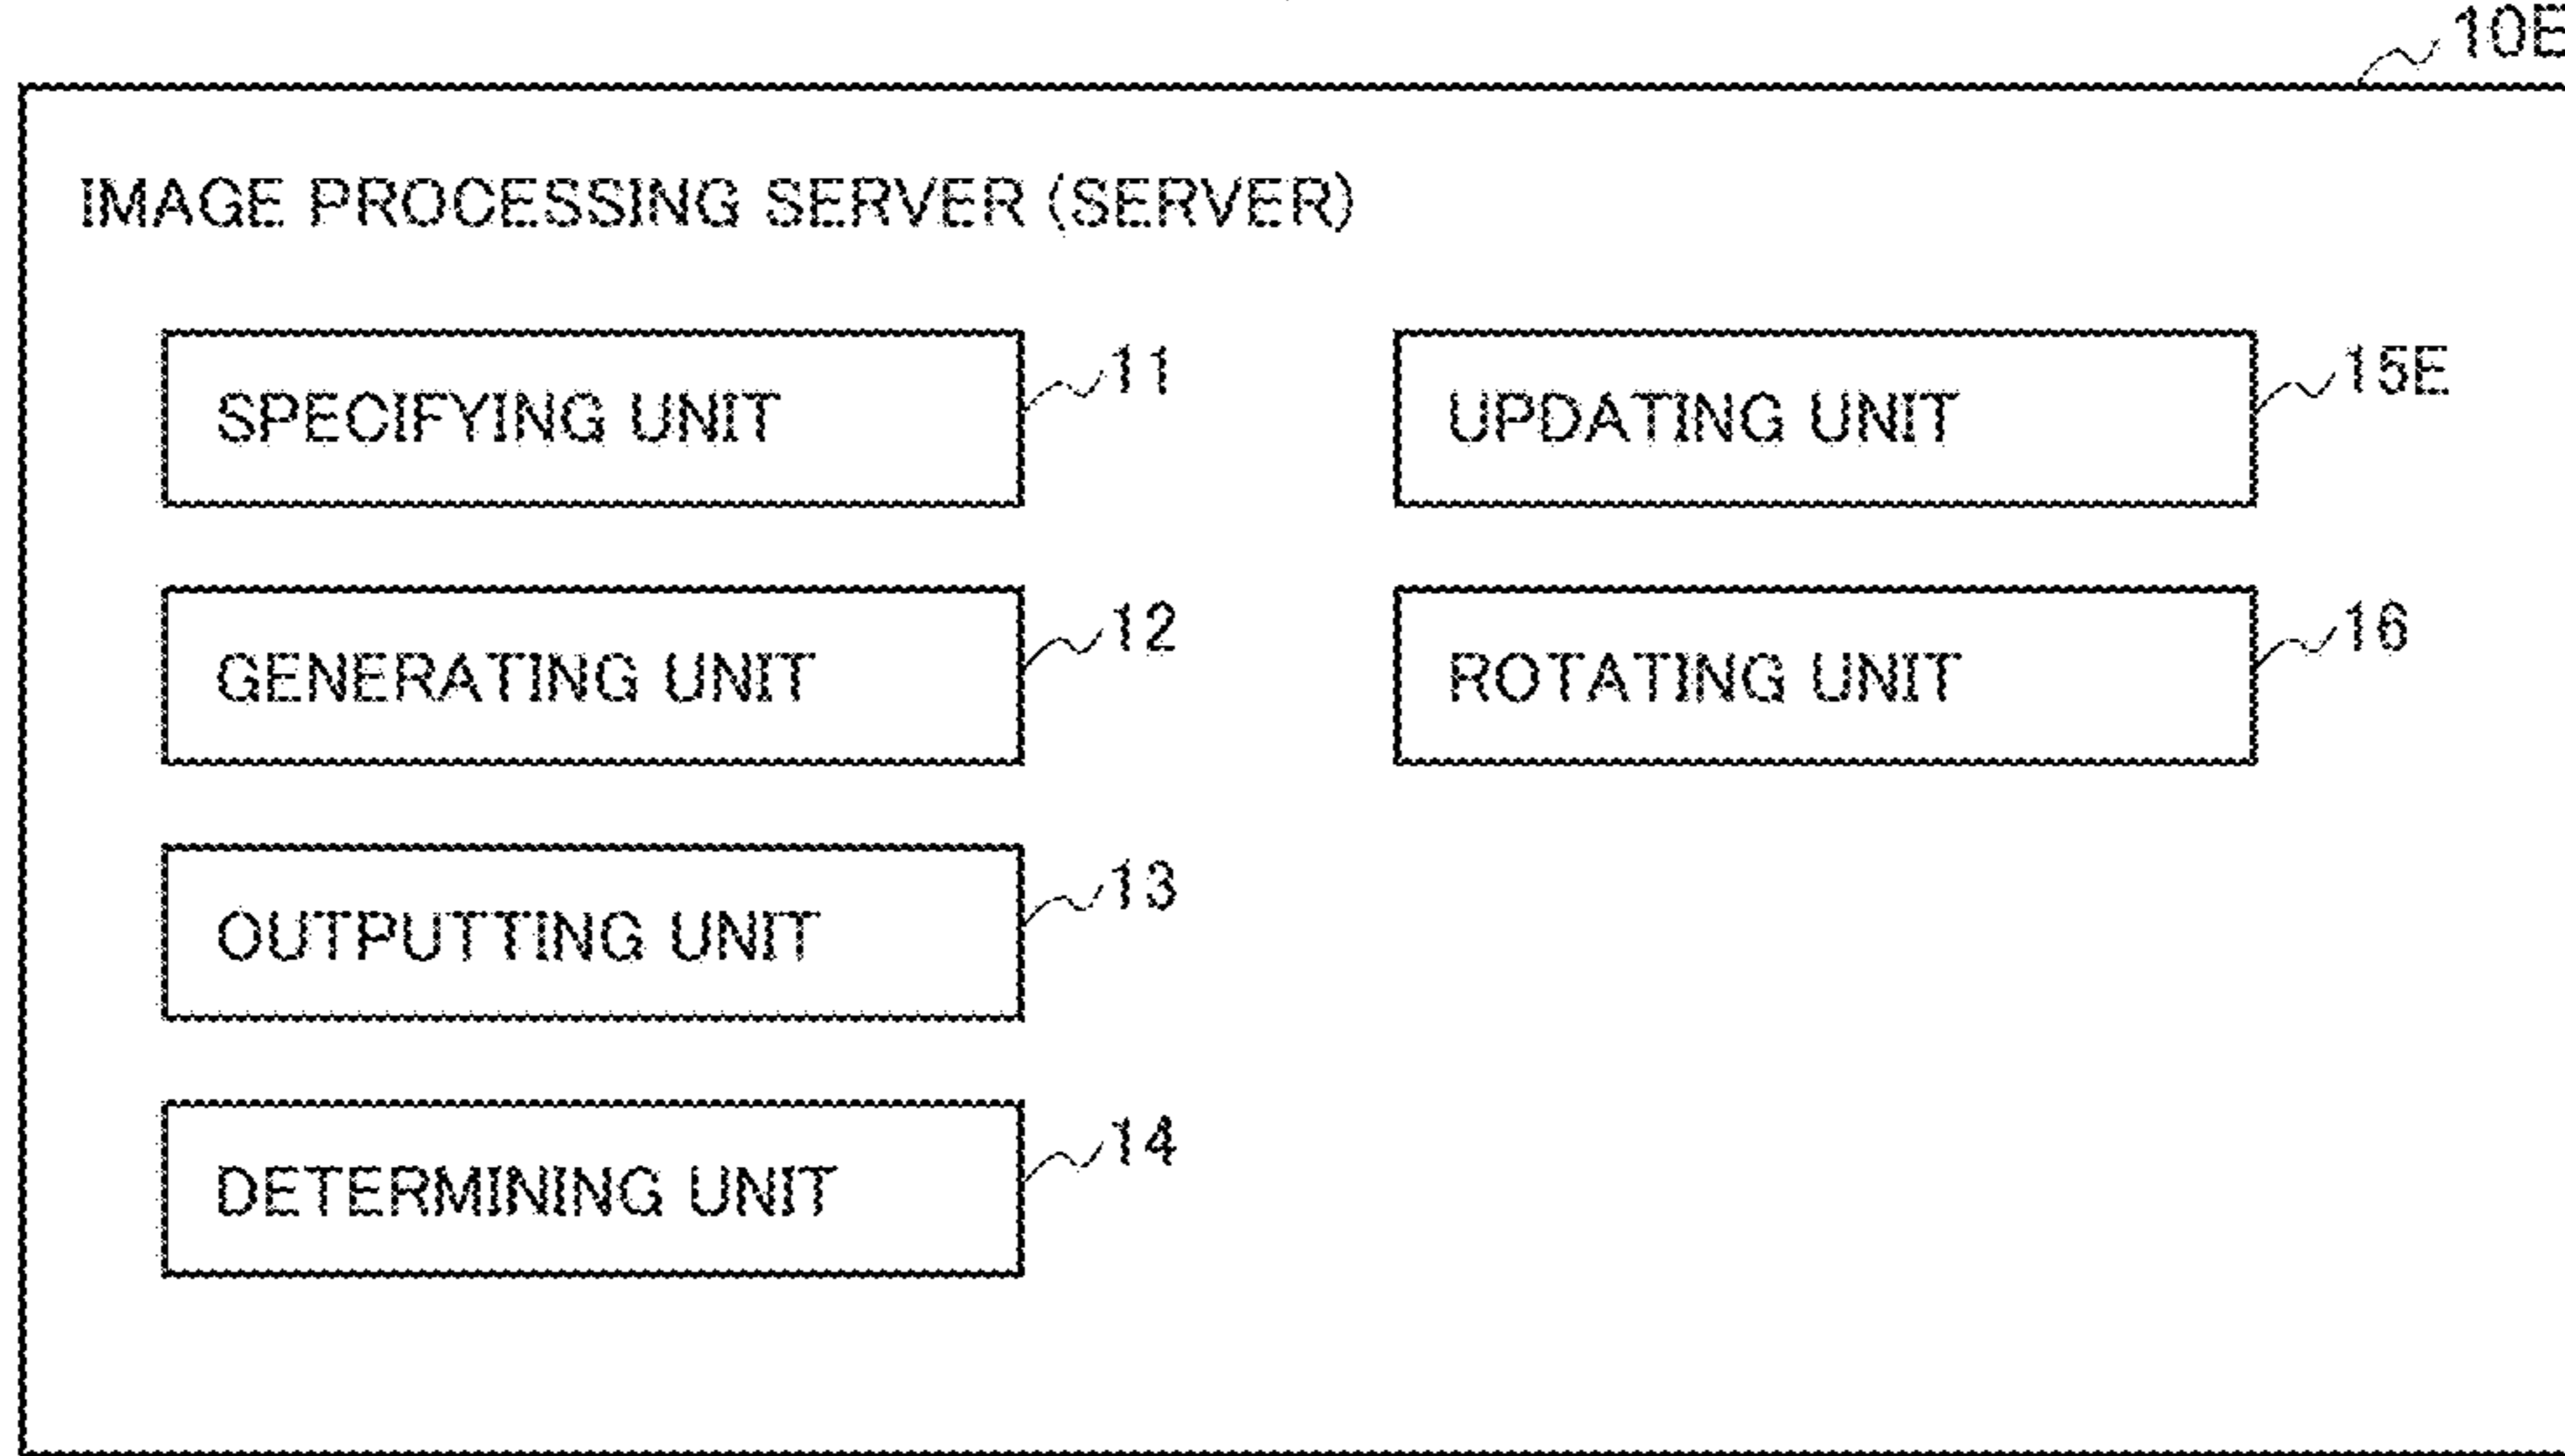 10E
IMAGE PROCESSING SERVER (SERVER)
SPECIFYING UNIT
11
GENERATING UNIT
12
OUTPUTTING UNIT
13
DETERMINING UNIT
14
UPDATING UNIT
15E
ROTATING UNIT
16